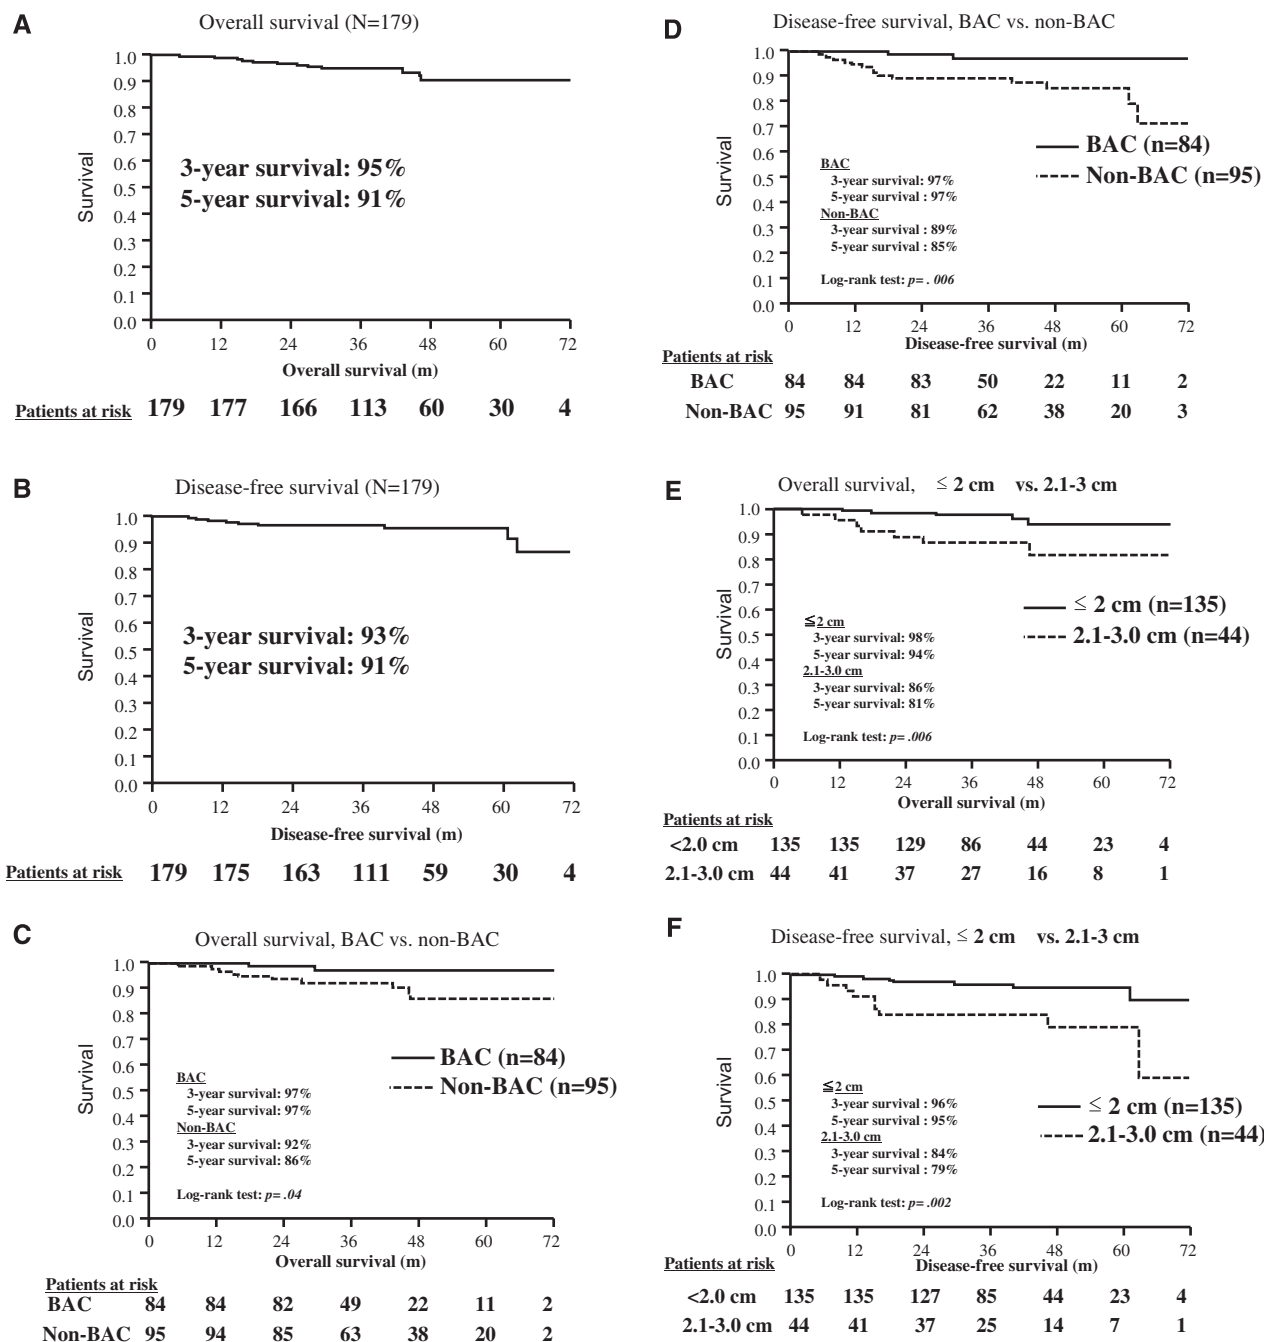 A
Overall survival (N=179)
1.0
0.9
0.8
0.7
0.6
0.5
0.4
0.3
0.2
0.1
0.0
Survival
3-year survival: 95%
5-year survival: 91%
0 12 24 36 48 60 72
Overall survival (m)
Patients at risk 179 177 166 113 60 30 4
B
Disease-free survival (N=179)
1.0
0.9
0.8
0.7
0.6
0.5
0.4
0.3
0.2
0.1
0.0
Survival
3-year survival: 93%
5-year survival: 91%
0 12 24 36 48 60 72
Disease-free survival (m)
Patients at risk 179 175 163 111 59 30 4
C
Overall survival, BAC vs. non-BAC
1.0
0.9
0.8
0.7
0.6
0.5
0.4
0.3
0.2
0.1
0.0
Survival
BAC (n=84)
Non-BAC (n=95)
BAC
3-year survival: 97%
5-year survival: 97%
Non-BAC
3-year survival: 92%
5-year survival: 86%
Log-rank test: p= .04
0 12 24 36 48 60 72
Overall survival (m)
Patients at risk
BAC 84 84 82 49 22 11 2
Non-BAC 95 94 85 63 38 20 2
D
Disease-free survival, BAC vs. non-BAC
1.0
0.9
0.8
0.7
0.6
0.5
0.4
0.3
0.2
0.1
0.0
Survival
BAC (n=84)
Non-BAC (n=95)
BAC
3-year survival: 97%
5-year survival: 97%
Non-BAC
3-year survival : 89%
5-year survival : 85%
Log-rank test: p= . 006
0 12 24 36 48 60 72
Disease-free survival (m)
Patients at risk
BAC 84 84 83 50 22 11 2
Non-BAC 95 91 81 62 38 20 3
E
Overall survival, ≤ 2 cm vs. 2.1-3 cm
1.0
0.9
0.8
0.7
0.6
0.5
0.4
0.3
0.2
0.1
0.0
Survival
≤ 2 cm (n=135)
2.1-3.0 cm (n=44)
≦2 cm
3-year survival: 98%
5-year survival: 94%
2.1-3.0 cm
3-year survival: 86%
5-year survival: 81%
Log-rank test: p= .006
0 12 24 36 48 60 72
Overall survival (m)
Patients at risk
<2.0 cm 135 135 129 86 44 23 4
2.1-3.0 cm 44 41 37 27 16 8 1
F
Disease-free survival, ≤ 2 cm vs. 2.1-3 cm
1.0
0.9
0.8
0.7
0.6
0.5
0.4
0.3
0.2
0.1
0.0
Survival
≤ 2 cm (n=135)
2.1-3.0 cm (n=44)
≦2 cm
3-year survival : 96%
5-year survival : 95%
2.1-3.0 cm
3-year survival : 84%
5-year survival : 79%
Log-rank test: p= .002
0 12 24 36 48 60 72
Disease-free survival (m)
Patients at risk
<2.0 cm 135 135 127 85 44 23 4
2.1-3.0 cm 44 41 37 25 14 7 1